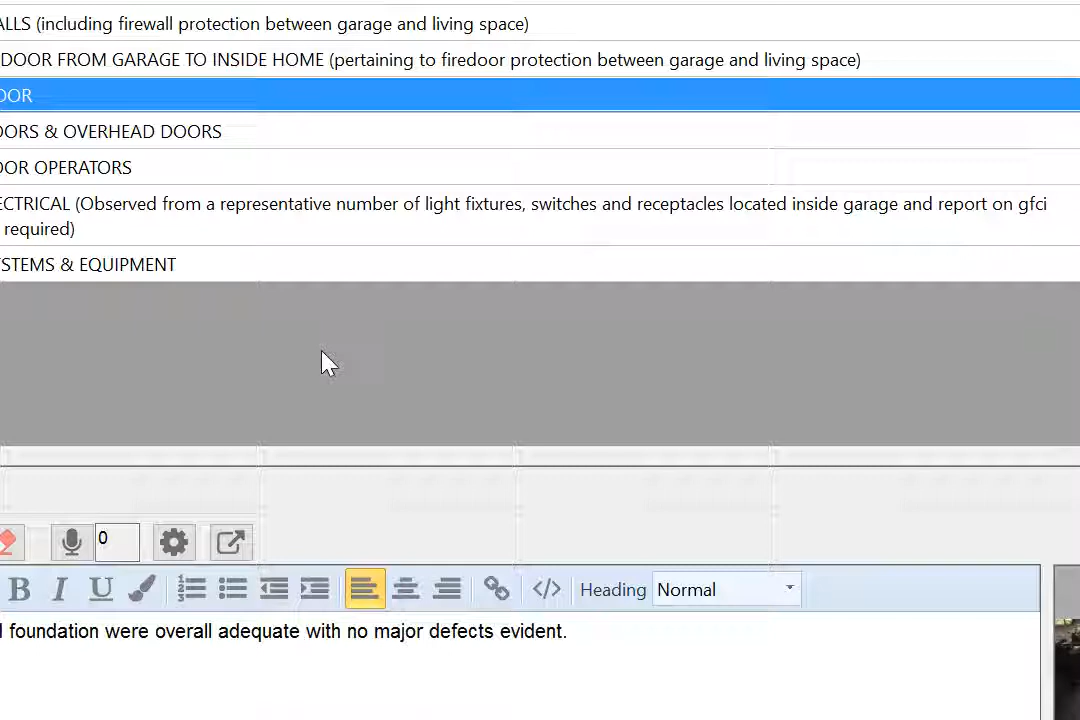 ALLS (including firewall protection between garage and living space)
DOOR FROM GARAGE TO INSIDE HOME (pertaining to firedoor protection between garage and living space)
OOR
OORS & OVERHEAD DOORS
OOR OPERATORS
ECTRICAL (Observed from a representative number of light fixtures, switches and receptacles located inside garage and report on gfci
required)
YSTEMS & EQUIPMENT
0
B I U
Heading Normal
foundation were overall adequate with no major defects evident.